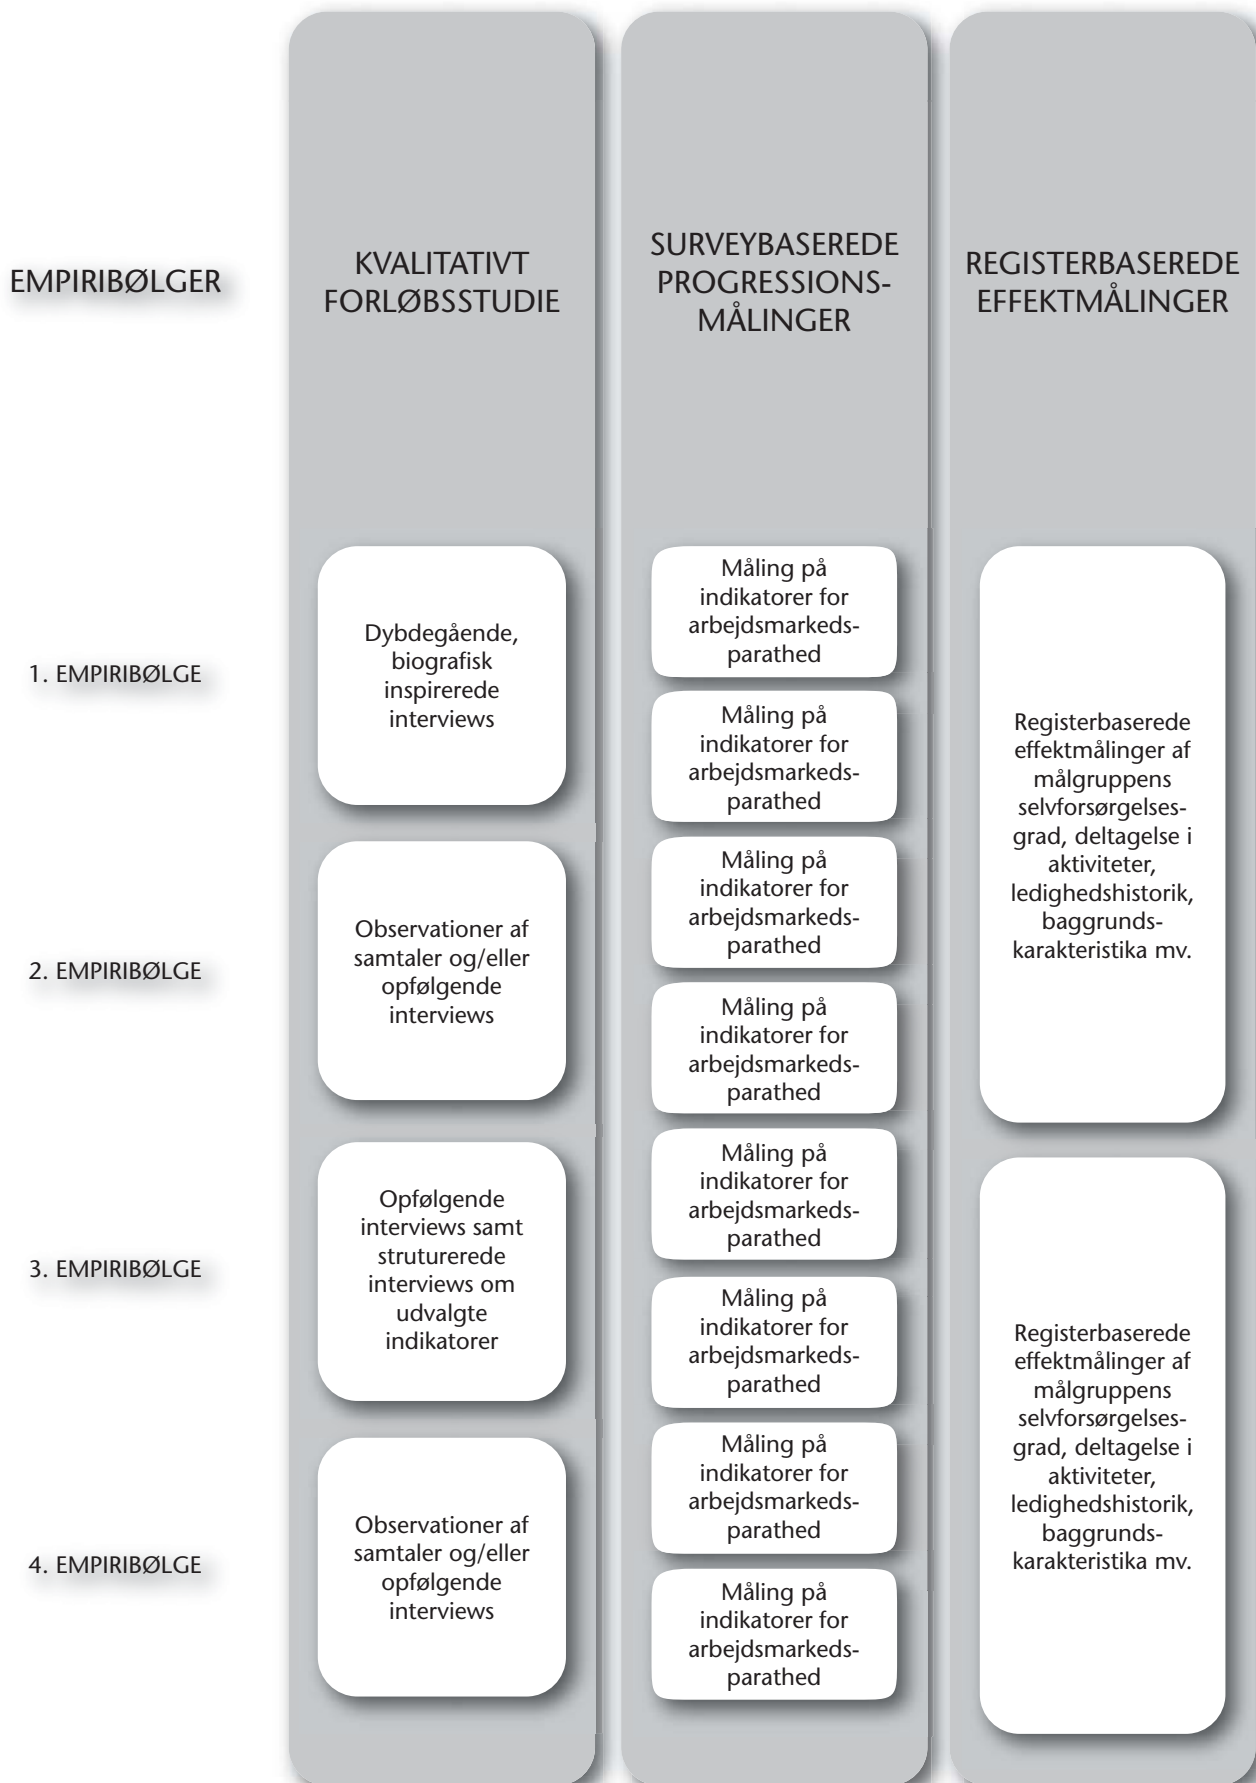 EMPIRIBØLGER
KVALITATIVT
FORLØBSSTUDIE
SURVEYBASEREDE
PROGRESSIONS-
MÅLINGER
REGISTERBASEREDE
EFFEKTMÅLINGER
1. EMPIRIBØLGE
Dybdegående,
biografisk
inspirerede
interviews
Måling på
indikatorer for
arbejdsmarkeds-
parathed
Måling på
indikatorer for
arbejdsmarkeds-
parathed
Registerbaserede
effektmålinger af
målgruppens
selvforsørgelses-
grad, deltagelse i
aktiviteter,
ledighedshistorik,
baggrunds-
karakteristika mv.
2. EMPIRIBØLGE
Observationer af
samtaler og/eller
opfølgende
interviews
Måling på
indikatorer for
arbejdsmarkeds-
parathed
Måling på
indikatorer for
arbejdsmarkeds-
parathed
3. EMPIRIBØLGE
Opfølgende
interviews samt
struturerede
interviews om
udvalgte
indikatorer
Måling på
indikatorer for
arbejdsmarkeds-
parathed
Måling på
indikatorer for
arbejdsmarkeds-
parathed
Registerbaserede
effektmålinger af
målgruppens
selvforsørgelses-
grad, deltagelse i
aktiviteter,
ledighedshistorik,
baggrunds-
karakteristika mv.
4. EMPIRIBØLGE
Observationer af
samtaler og/eller
opfølgende
interviews
Måling på
indikatorer for
arbejdsmarkeds-
parathed
Måling på
indikatorer for
arbejdsmarkeds-
parathed